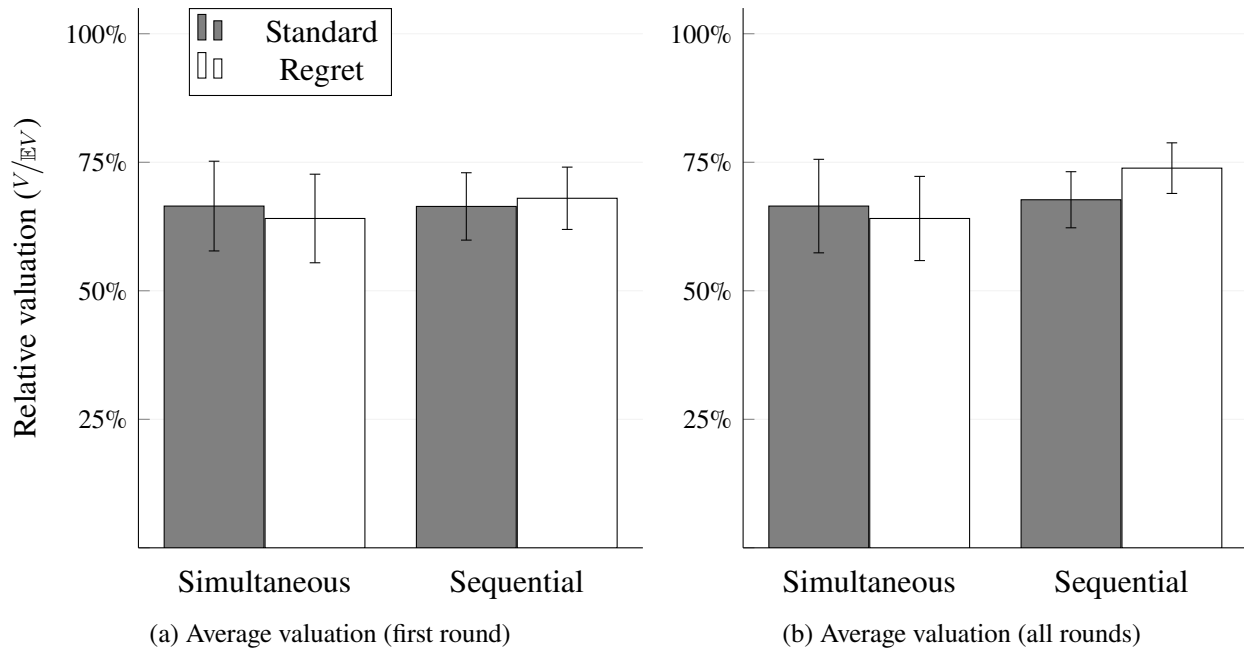 Relative valuation (V/𝔼V)
100%
75%
50%
25%
Standard
Regret
Simultaneous Sequential
(a) Average valuation (first round)
100%
75%
50%
25%
Simultaneous Sequential
(b) Average valuation (all rounds)